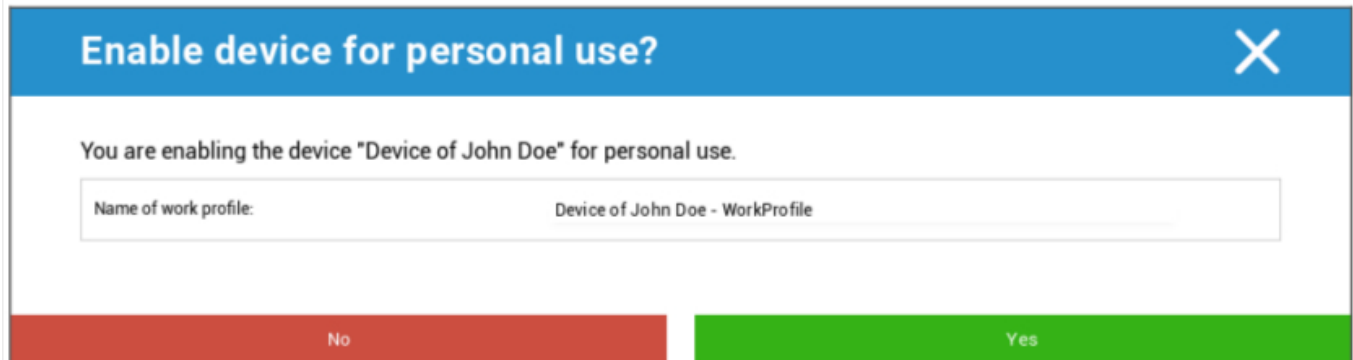 Enable device for personal use?
You are enabling the device "Device of John Doe" for personal use.
Name of work profile: Device of John Doe - WorkProfile
No Yes